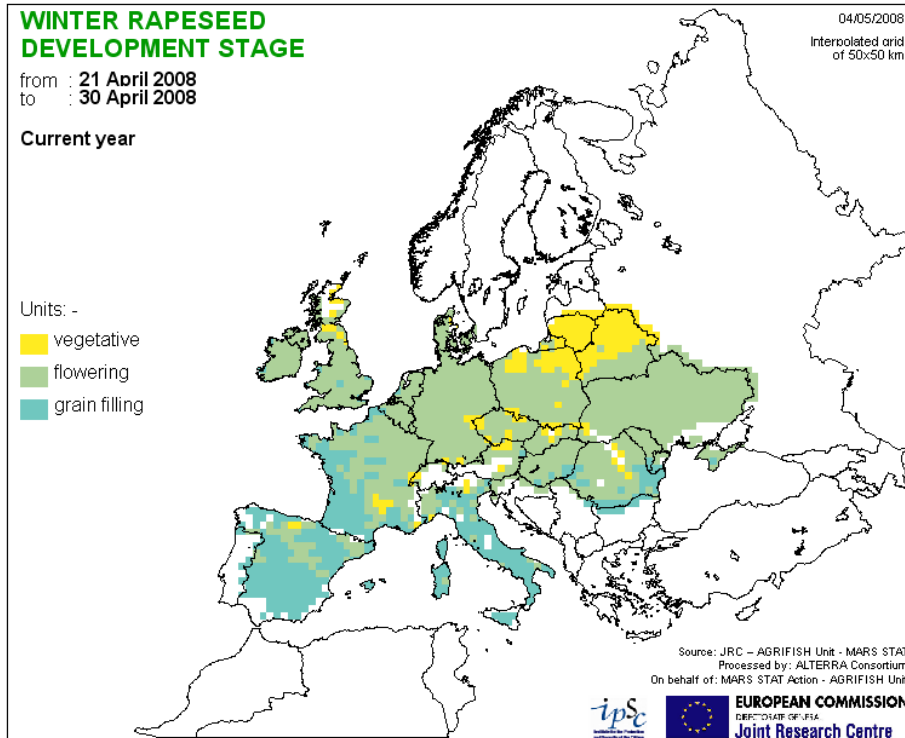 WINTER RAPESEED
DEVELOPMENT STAGE
from : 21 April 2008
to : 30 April 2008
Current year
04/05/2008
Interpolated grid
of 50x50 km
Units: -
vegetative
flowering
grain filling
Source: JRC – AGRIFISH Unit - MARS STAT
Processed by: ALTERRA Consortium
On behalf of: MARS STAT Action - AGRIFISH Unit
ipSc
EUROPEAN COMMISSION
Joint Research Centre